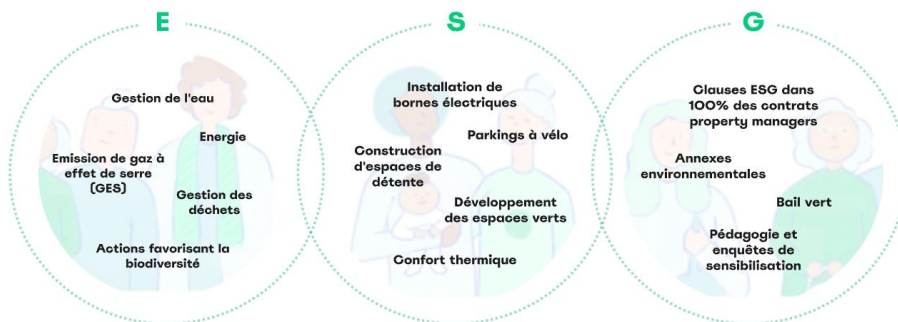 E
Gestion de l'eau
Energie
Emission de gaz à
effet de serre
(GES)
Gestion des
déchets
Actions favorisant la
biodiversité
S
Installation de
bornes électriques
Parkings à vélo
Construction
d'espaces de
détente
Développement
des espaces verts
Confort thermique
G
Clauses ESG dans
100% des contrats
property managers
Annexes
environnementales
Bail vert
Pédagogie et
enquêtes de
sensibilisation